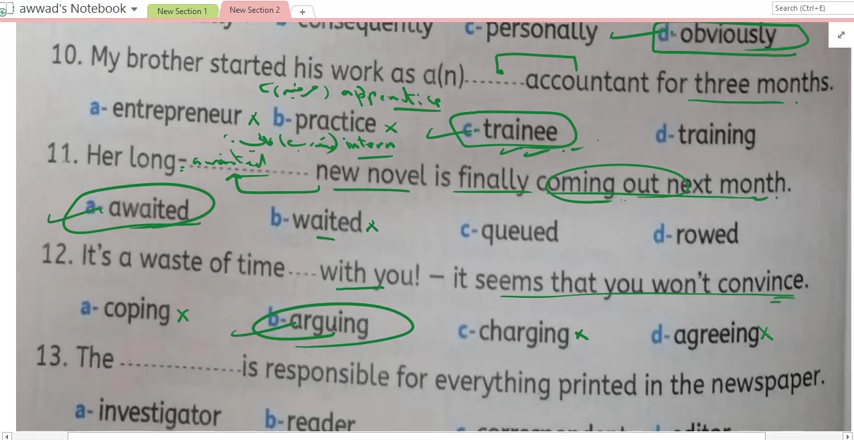 awwad's Notebook
New Section 1
New Section 2
+
Search (Ctrl+E)
consequently c- personally d- obviously
10. My brother started his work as a(n) ........ accountant for three months.
apprentice
a- entrepreneur x b- practice x c- trainee d- training
intern
11. Her long- awaited ............ new novel is finally coming out next month.
a- awaited b- waited x c- queued d- rowed
12. It's a waste of time .... with you! – it seems that you won't convince.
a- coping x b- arguing c- charging x d- agreeing x
13. The .................. is responsible for everything printed in the newspaper.
a- investigator b- reader c- correspondent d- editor